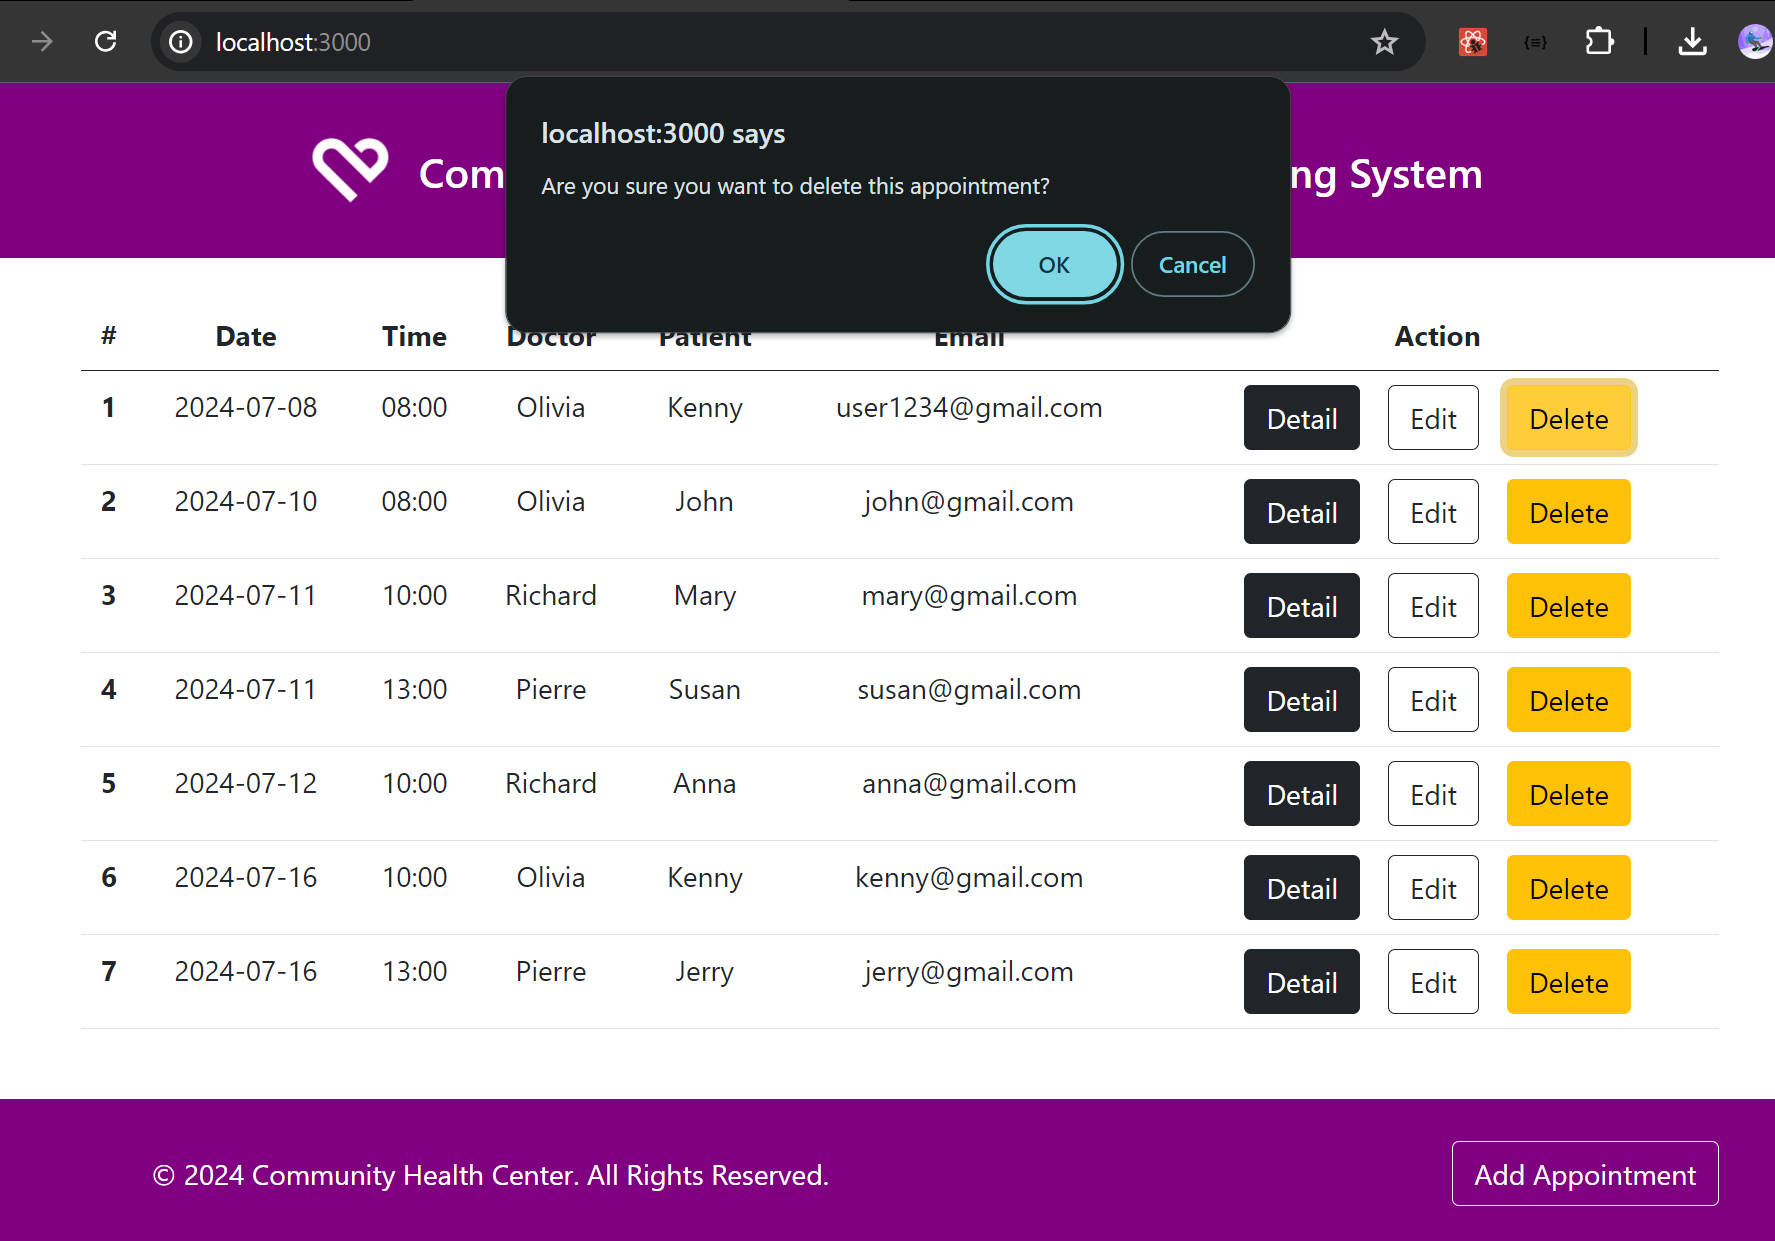 localhost:3000
localhost:3000 says
Are you sure you want to delete this appointment?
OK Cancel
Com ng System
# Date Time Doctor Patient Email Action
1 2024-07-08 08:00 Olivia Kenny user1234@gmail.com Detail Edit Delete
2 2024-07-10 08:00 Olivia John john@gmail.com Detail Edit Delete
3 2024-07-11 10:00 Richard Mary mary@gmail.com Detail Edit Delete
4 2024-07-11 13:00 Pierre Susan susan@gmail.com Detail Edit Delete
5 2024-07-12 10:00 Richard Anna anna@gmail.com Detail Edit Delete
6 2024-07-16 10:00 Olivia Kenny kenny@gmail.com Detail Edit Delete
7 2024-07-16 13:00 Pierre Jerry jerry@gmail.com Detail Edit Delete
© 2024 Community Health Center. All Rights Reserved. Add Appointment